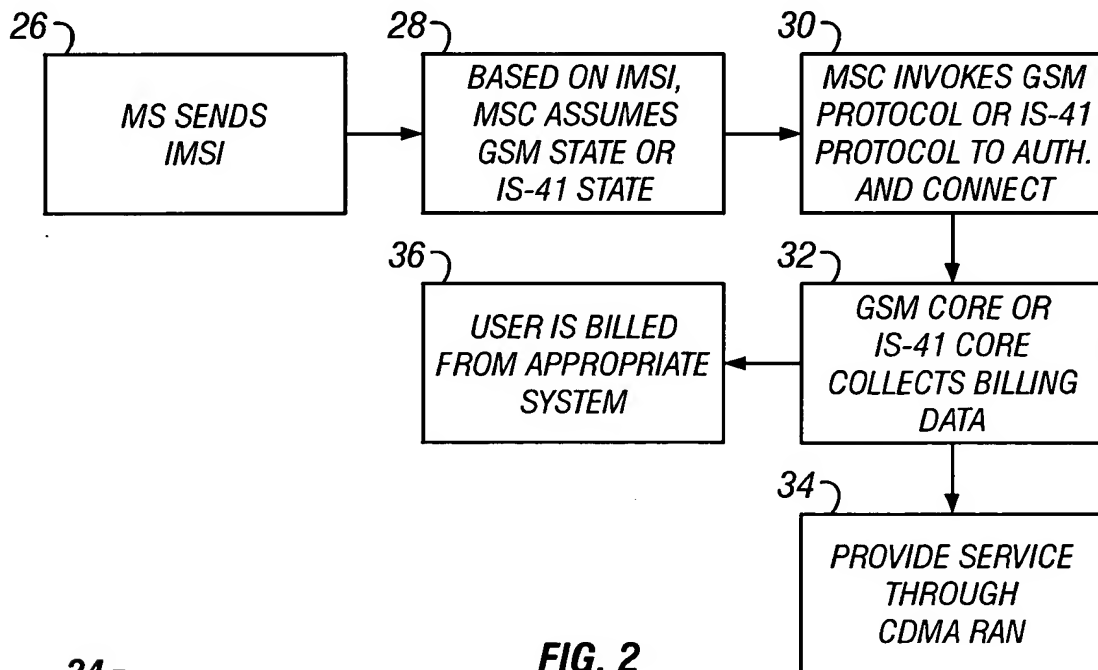 26
MS SENDS
IMSI
28
BASED ON IMSI,
MSC ASSUMES
GSM STATE OR
IS-41 STATE
30
MSC INVOKES GSM
PROTOCOL OR IS-41
PROTOCOL TO AUTH.
AND CONNECT
36
USER IS BILLED
FROM APPROPRIATE
SYSTEM
32
GSM CORE OR
IS-41 CORE
COLLECTS BILLING
DATA
34
PROVIDE SERVICE
THROUGH
CDMA RAN
FIG. 2